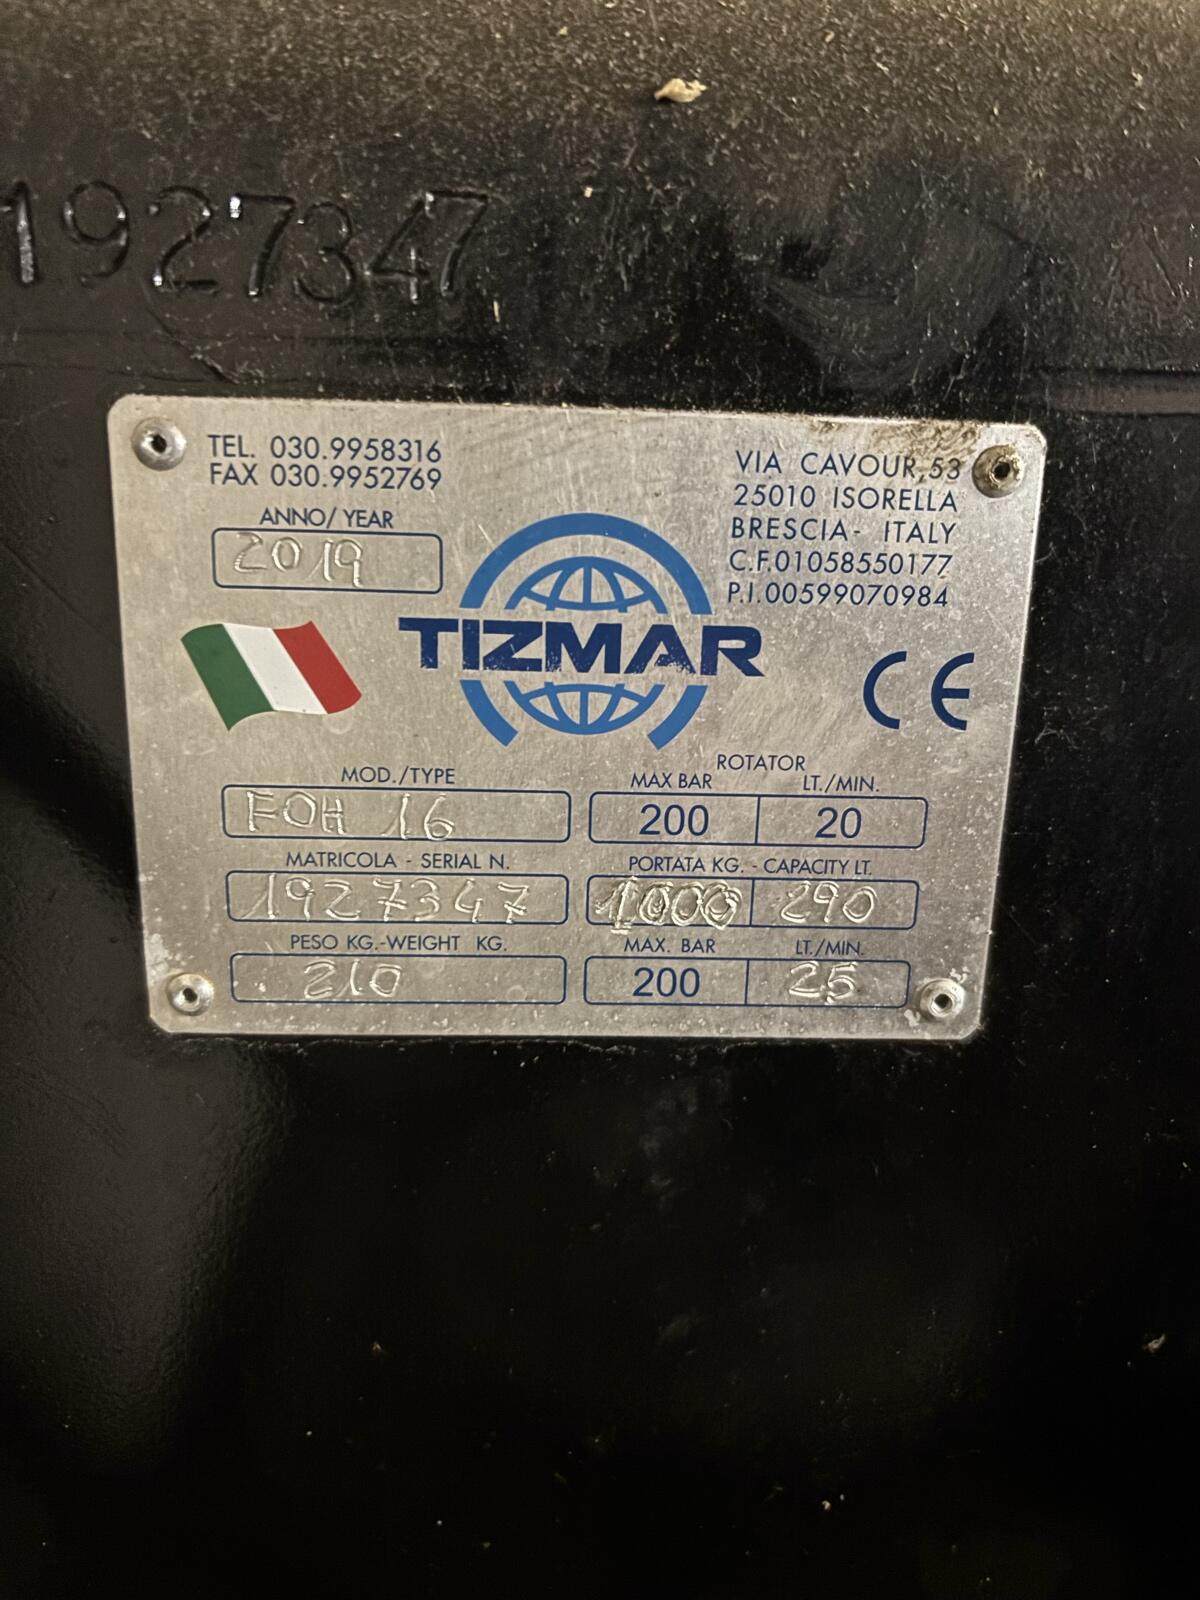 1927347
TEL. 030.9958316
FAX 030.9952769
VIA CAVOUR,53
25010 ISORELLA
BRESCIA- ITALY
C.F.01058550177
P.I.00599070984
ANNO/ YEAR
2019
TIZMAR
CE
MOD./TYPE
FOH 16
ROTATOR
MAX BAR LT./MIN.
200 20
MATRICOLA - SERIAL N.
1927347
PORTATA KG. - CAPACITY LT.
1000 290
PESO KG.-WEIGHT KG.
210
MAX. BAR LT./MIN.
200 25